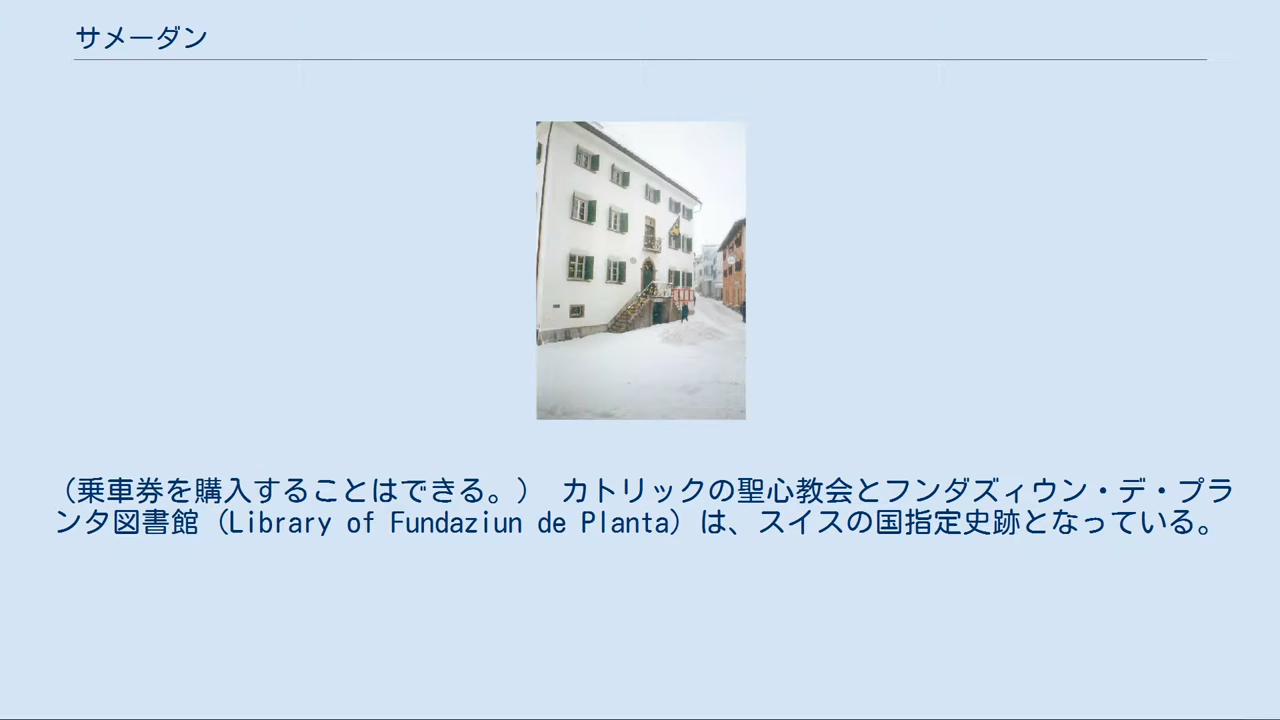 サメーダン
（乗車券を購入することはできる。） カトリックの聖心教会とフンダズィウン・デ・プラ
ンタ図書館（Library of Fundaziun de Planta）は、スイスの国指定史跡となっている。